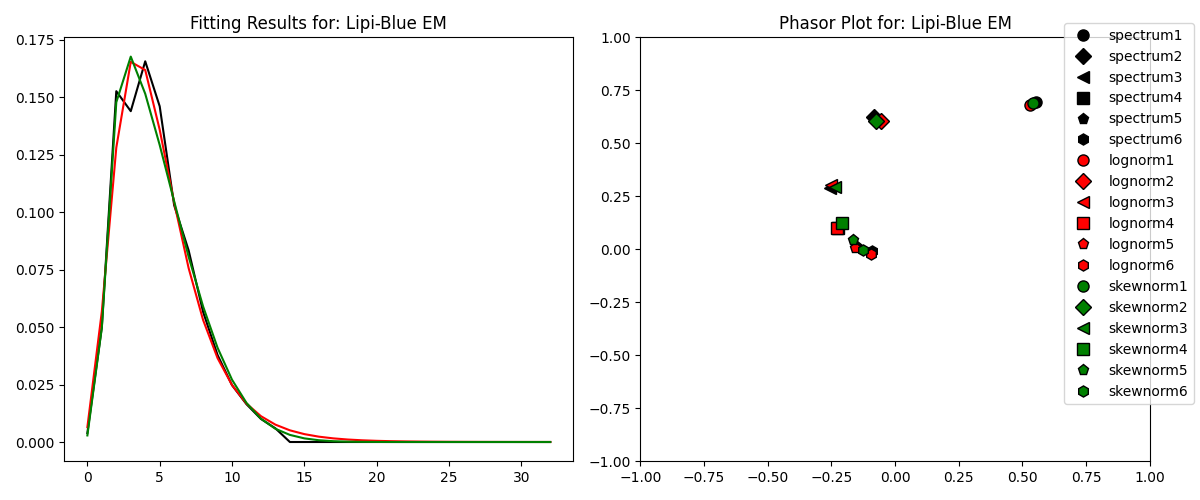 Fitting Results for: Lipi-Blue EM
0.175
0.150
0.125
0.100
0.075
0.050
0.025
0.000
0 5 10 15 20 25 30
Phasor Plot for: Lipi-Blue EM
1.00
0.75
0.50
0.25
0.00
−0.25
−0.50
−0.75
−1.00
−1.00 −0.75 −0.50 −0.25 0.00 0.25 0.50 0.75 1.00
spectrum1
spectrum2
spectrum3
spectrum4
spectrum5
spectrum6
lognorm1
lognorm2
lognorm3
lognorm4
lognorm5
lognorm6
skewnorm1
skewnorm2
skewnorm3
skewnorm4
skewnorm5
skewnorm6